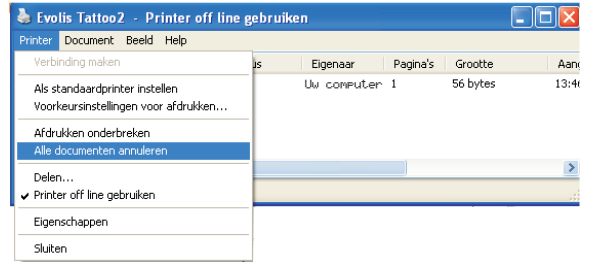 Evolis Tattoo2 - Printer off line gebruiken
Printer Document Beeld Help
Verbinding maken
Eigenaar Pagina's Grootte
Als standaardprinter instellen
Uw computer 1 56 bytes
Voorkeursinstellingen voor afdrukken...
Afdrukken onderbreken
Alle documenten annuleren
Delen...
Printer off line gebruiken
Eigenschappen
Sluiten